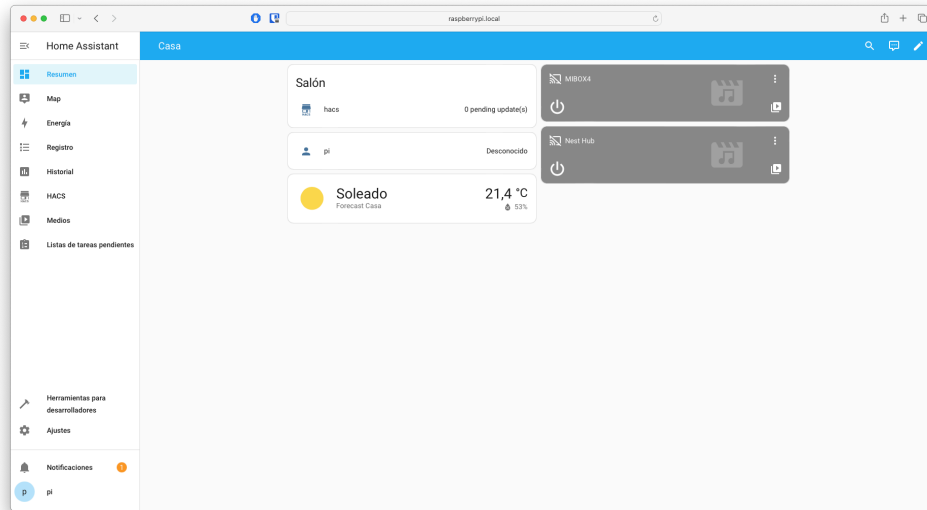 raspberrypi.local
Home Assistant
Casa
Resumen
Map
Energía
Registro
Historial
HACS
Medios
Listas de tareas pendientes
Herramientas para
desarrolladores
Ajustes
Notificaciones 1
p pi
Salón
hacs 0 pending update(s)
pi Desconocido
Soleado 21,4 °C
Forecast Casa 53%
MIBOX4
Nest Hub